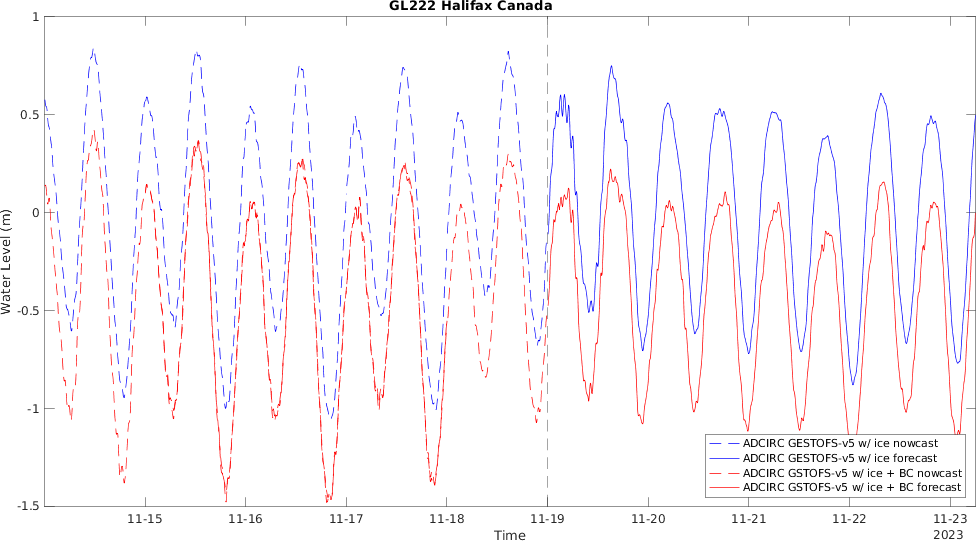 GL222 Halifax Canada
Water Level (m)
1
0.5
0
-0.5
-1
-1.5
11-15
11-16
11-17
11-18
11-19
11-20
11-21
11-22
11-23
2023
Time
ADCIRC GESTOFS-v5 w/ ice nowcast
ADCIRC GESTOFS-v5 w/ ice forecast
ADCIRC GSTOFS-v5 w/ ice + BC nowcast
ADCIRC GSTOFS-v5 w/ ice + BC forecast